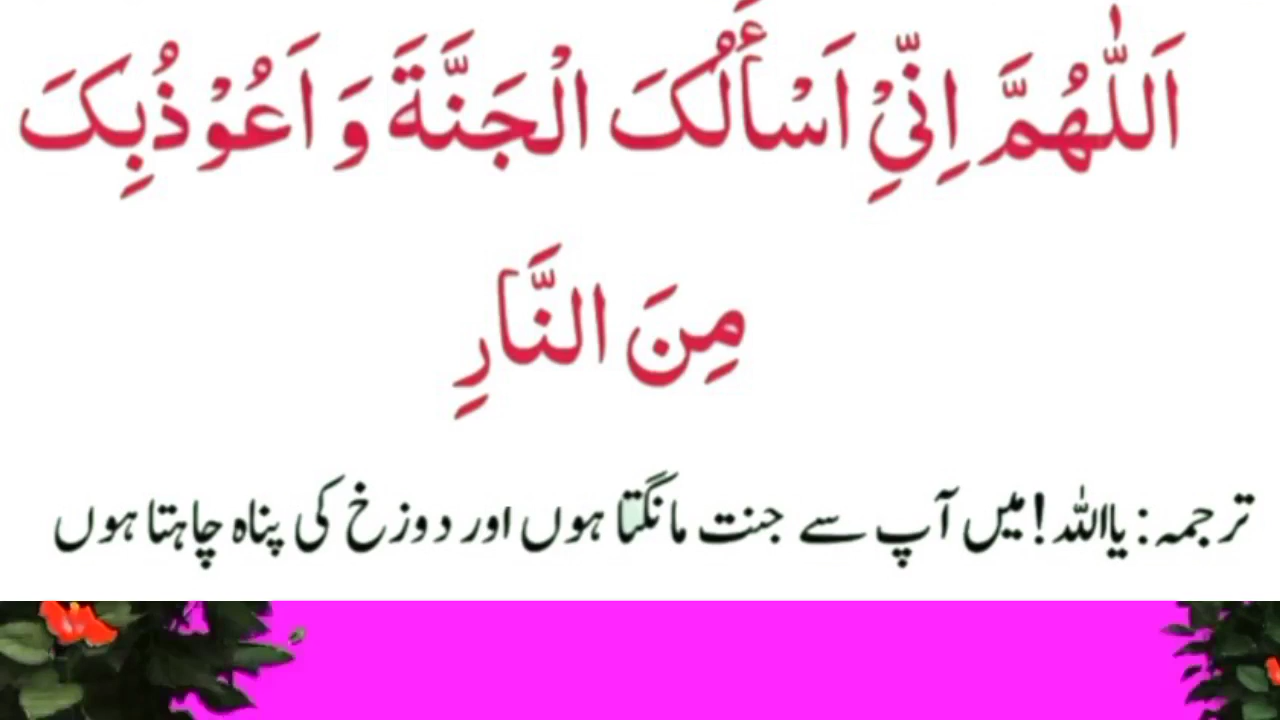 اَللّٰهُمَّ اِنِّیْۤ اَسْأَلُکَ الْجَنَّةَ وَ اَعُوْذُبِکَ
مِنَ النَّارِ
ترجمہ: یااللہ! میں آپ سے جنت مانگتا ہوں اور دوزخ کی پناہ چاہتا ہوں